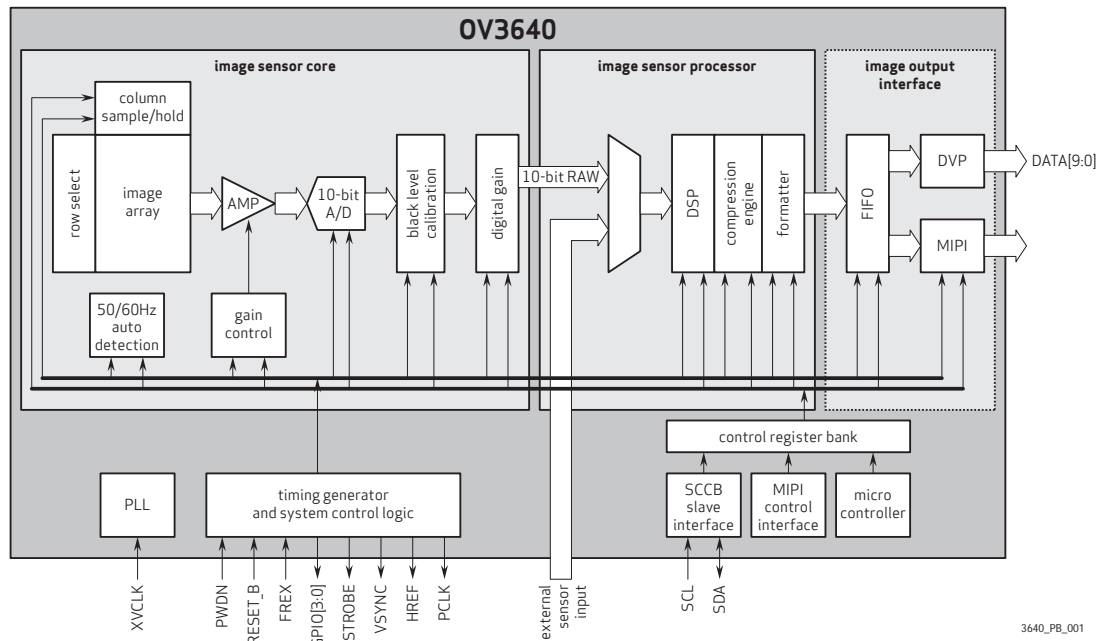 OV3640
image sensor core
image sensor processor
image output
interface
column
sample/hold
row select
image
array
AMP
10-bit
A/D
black level
calibration
digital gain
10-bit RAW
DSP
compression
engine
formatter
FIFO
DVP
MIPI
DATA[9:0]
50/60Hz
auto
detection
gain
control
control register bank
PLL
timing generator
and system control logic
SCCB
slave
interface
MIPI
control
interface
micro
controller
XVCLK
PWDN
RESET_B
FREX
GPIO[3:0]
STROBE
VSYNC
HREF
PCLK
external
sensor
input
SCL
SDA
3640_PB_001